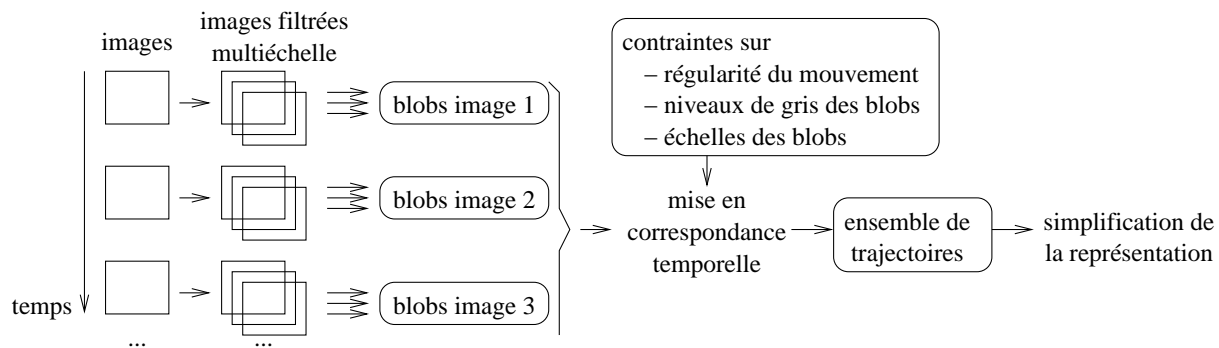 images
images filtrées
multiéchelle
blobs image 1
blobs image 2
blobs image 3
temps
...
...
contraintes sur
– régularité du mouvement
– niveaux de gris des blobs
– échelles des blobs
mise en
correspondance
temporelle
ensemble de
trajectoires
simplification de
la représentation